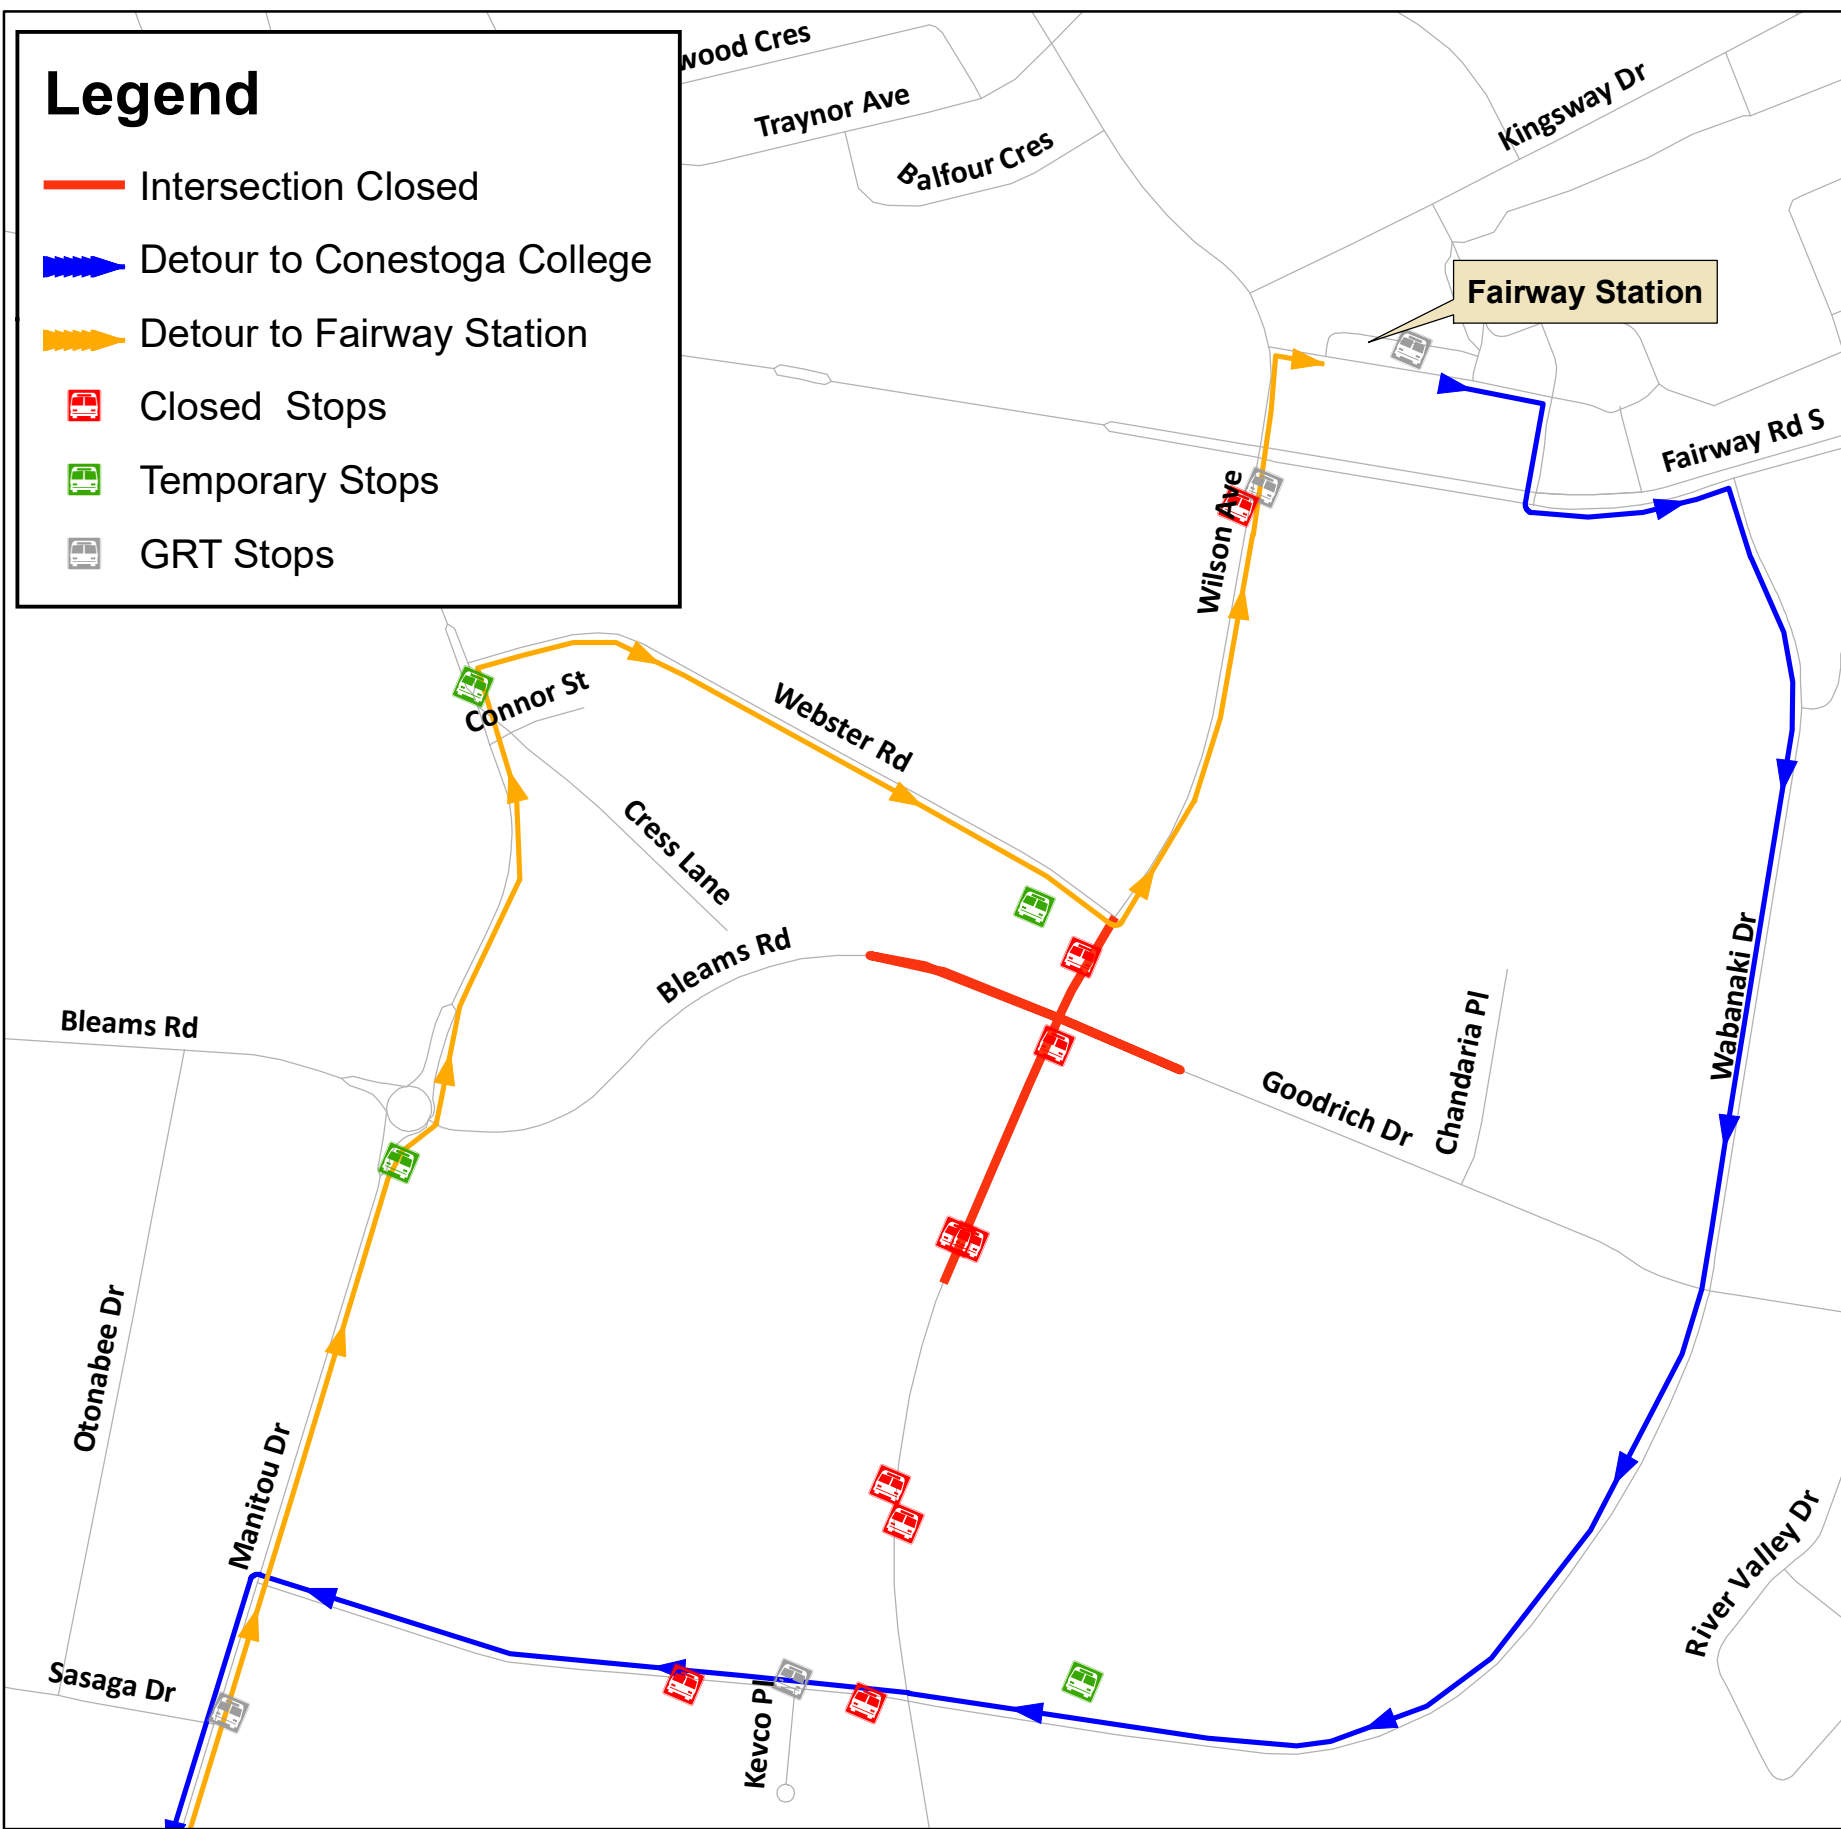 Legend
Intersection Closed
Detour to Conestoga College
Detour to Fairway Station
Closed Stops
Temporary Stops
GRT Stops
wood Cres
Traynor Ave
Balfour Cres
Kingsway Dr
Fairway Station
Fairway Rd S
Wilson Ave
Connor St
Webster Rd
Cress Lane
Bleams Rd
Bleams Rd
Wabanaki Dr
Chandaria Pl
Goodrich Dr
Otonabee Dr
Manitou Dr
River Valley Dr
Sasaga Dr
Kevco Pl